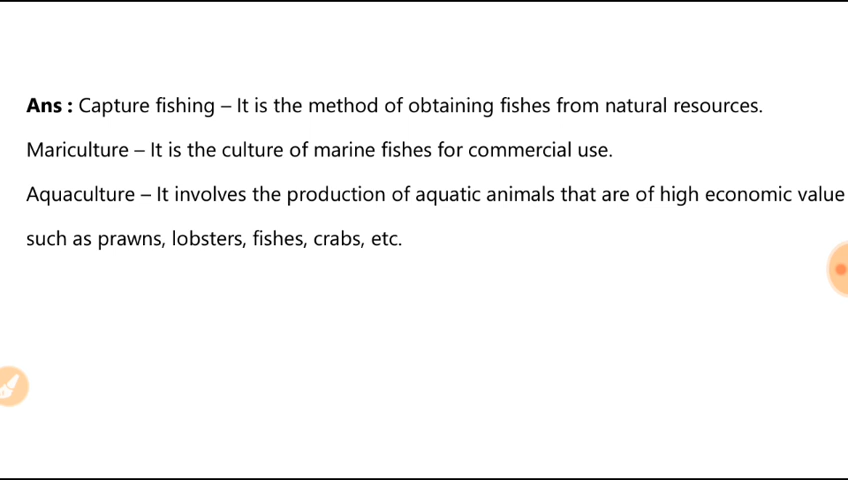 Ans : Capture fishing – It is the method of obtaining fishes from natural resources.
Mariculture – It is the culture of marine fishes for commercial use.
Aquaculture – It involves the production of aquatic animals that are of high economic value
such as prawns, lobsters, fishes, crabs, etc.